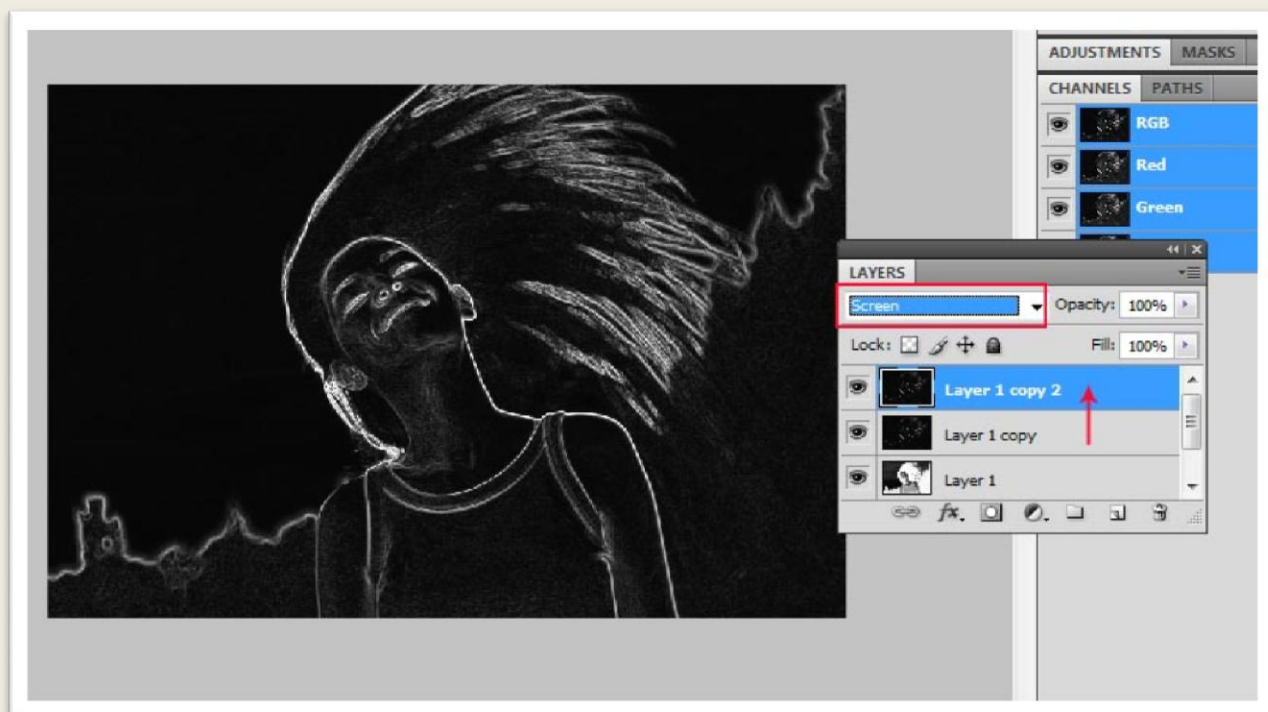 ADJUSTMENTS MASKS
CHANNELS PATHS
RGB
Red
Green
LAYERS
Screen Opacity: 100%
Lock: Fill: 100%
Layer 1 copy 2
Layer 1 copy
Layer 1
fx.